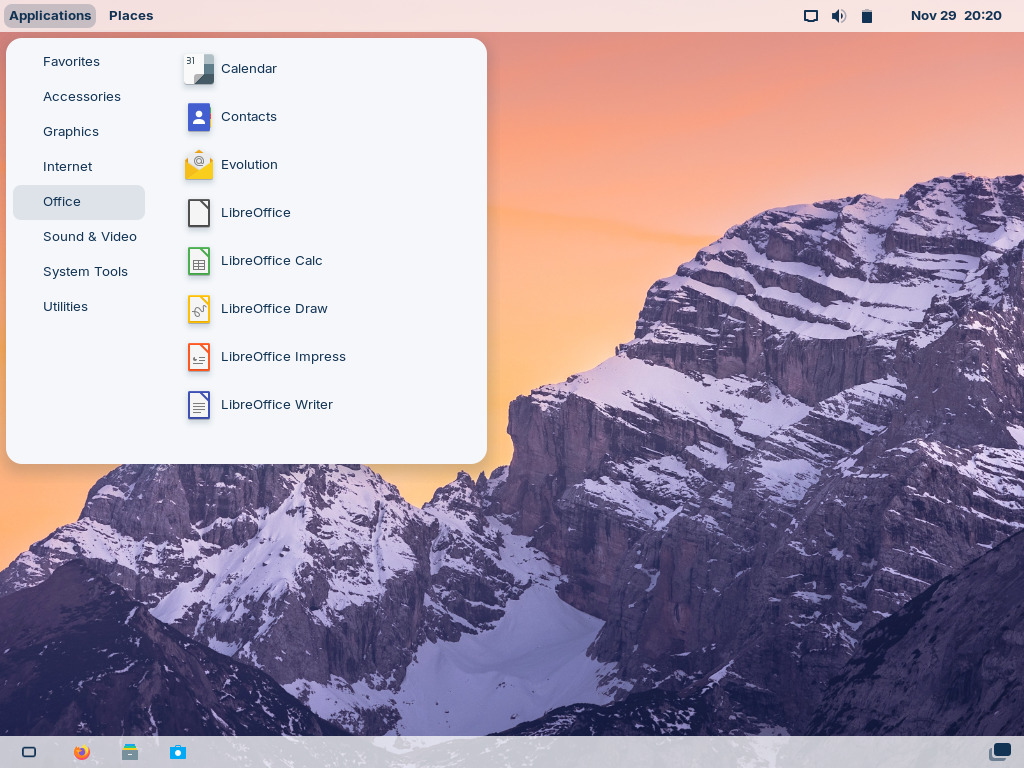 Applications Places
Nov 29 20:20
Favorites
Accessories
Graphics
Internet
Office
Sound & Video
System Tools
Utilities
31
Calendar
Contacts
@
Evolution
LibreOffice
LibreOffice Calc
LibreOffice Draw
LibreOffice Impress
LibreOffice Writer